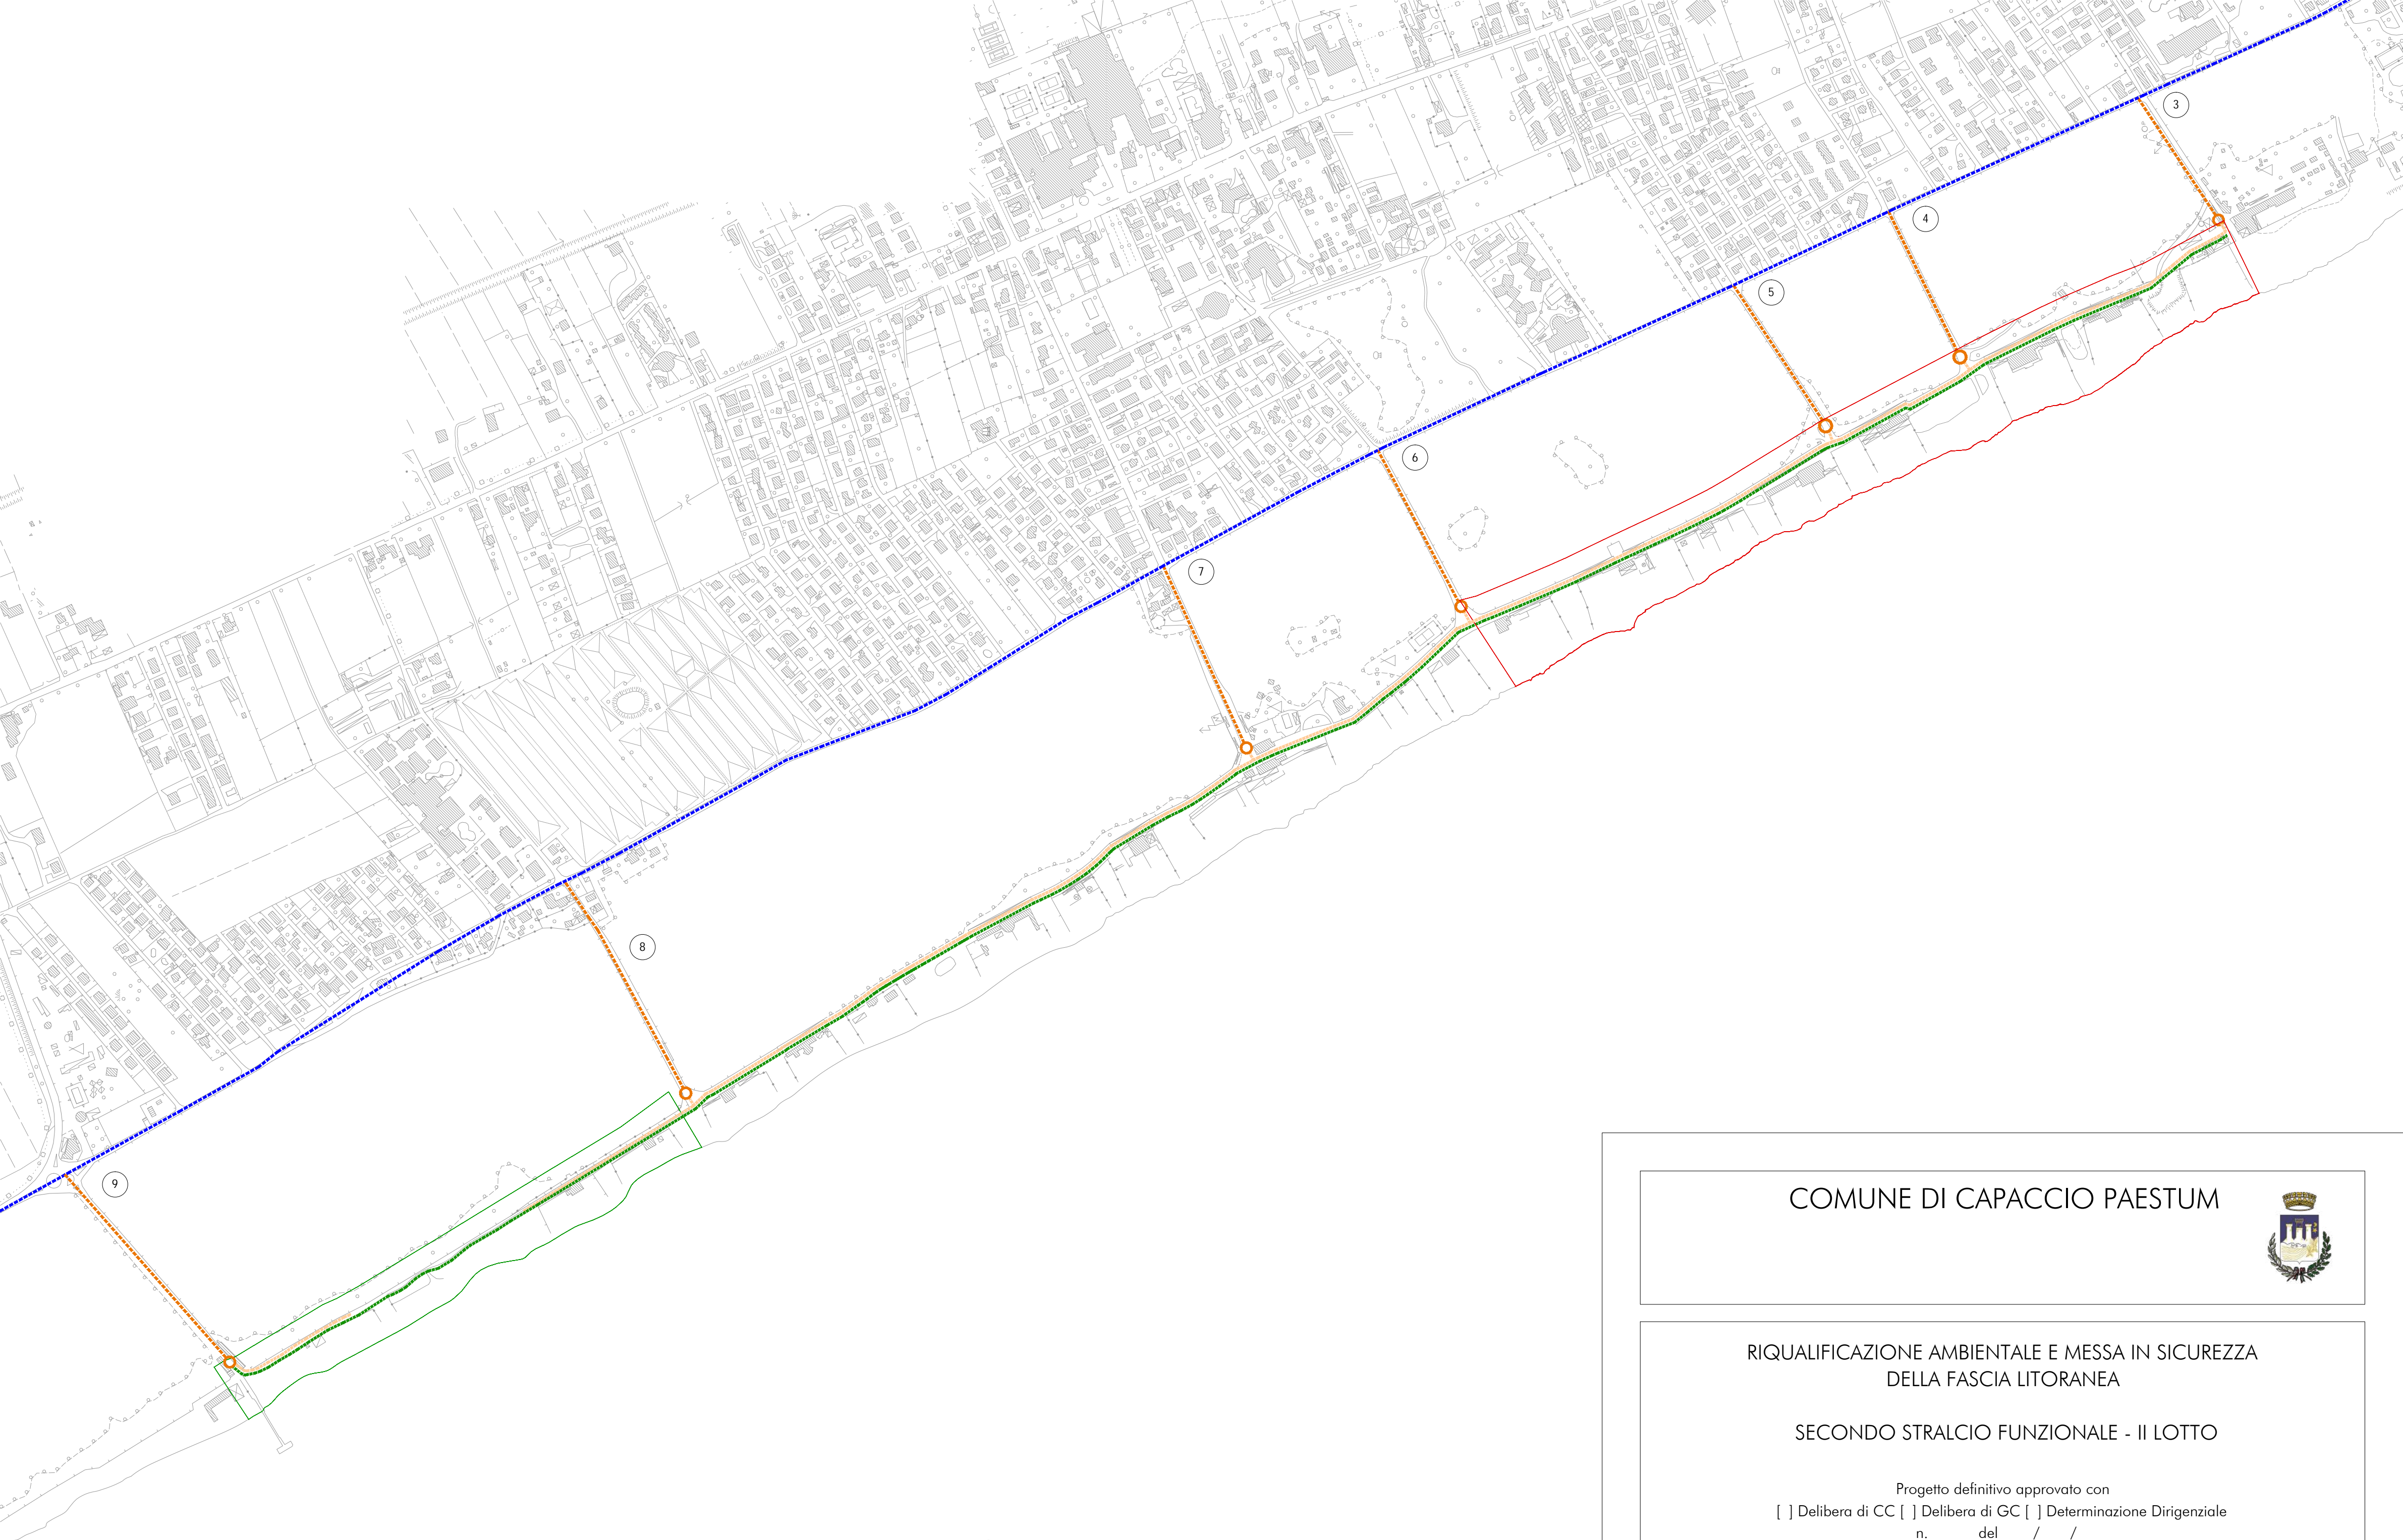 3
4
5
6
7
8
9
COMUNE DI CAPACCIO PAESTUM
RIQUALIFICAZIONE AMBIENTALE E MESSA IN SICUREZZA
DELLA FASCIA LITORANEA
SECONDO STRALCIO FUNZIONALE - II LOTTO
Progetto definitivo approvato con
[ ] Delibera di CC [ ] Delibera di GC [ ] Determinazione Dirigenziale
n. del / /